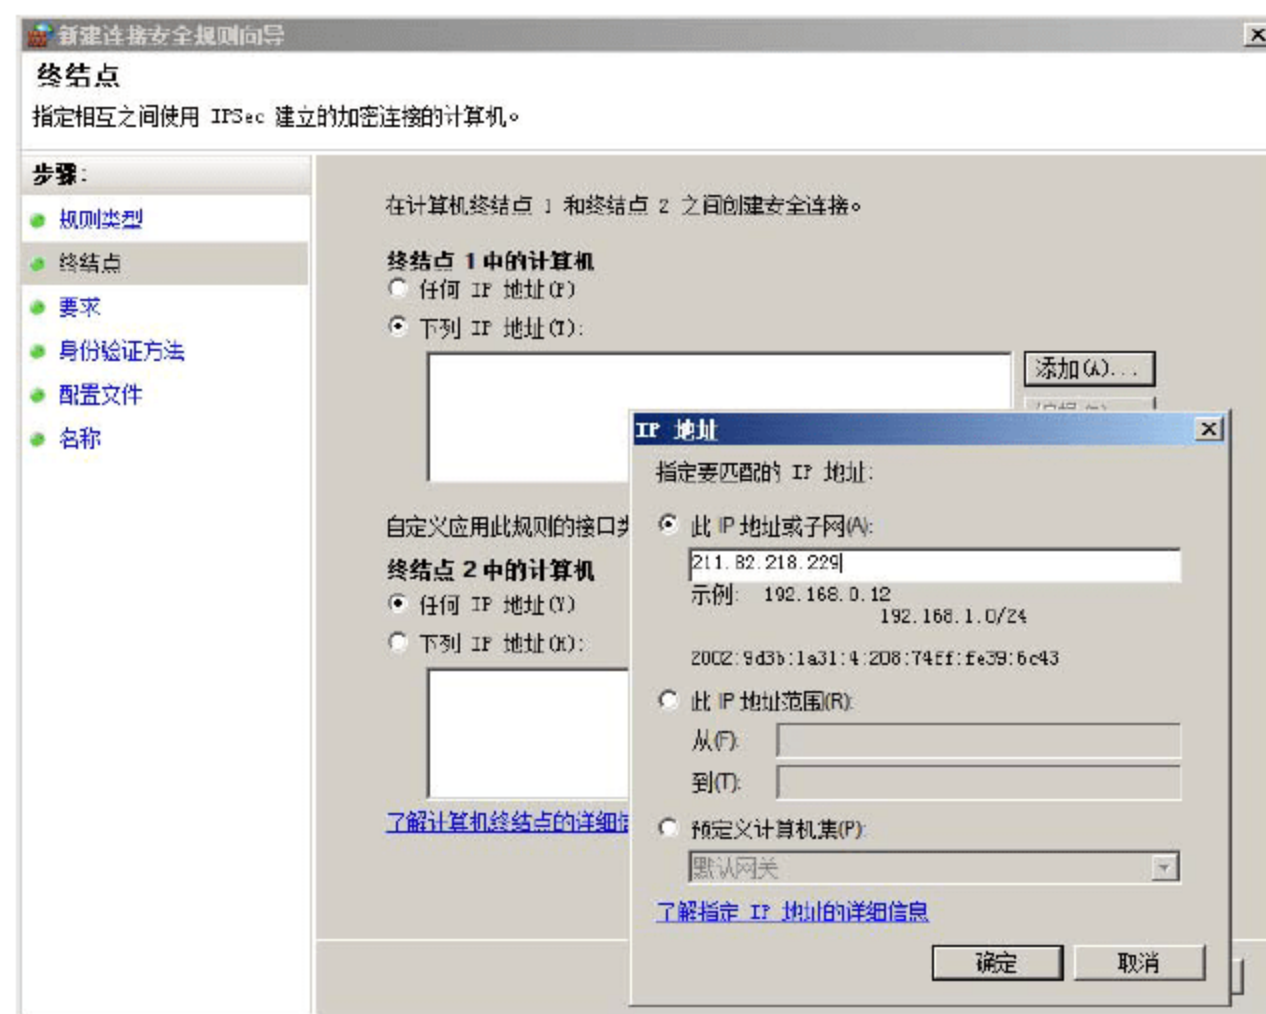 新建连接安全规则向导
终结点
指定相互之间使用 IPSec 建立的加密连接的计算机。
步骤:
规则类型
终结点
要求
身份验证方法
配置文件
名称
在计算机终结点 1 和终结点 2 之间创建安全连接。
终结点 1 中的计算机
任何 IP 地址(P)
下列 IP 地址(T):
添加(A)...
自定义应用此规则的接口类
终结点 2 中的计算机
任何 IP 地址(Y)
下列 IP 地址(H):
了解计算机终结点的详细信
IP 地址
指定要匹配的 IP 地址:
此 IP 地址或子网(A):
211.82.218.229
示例: 192.168.0.12
192.168.1.0/24
2002:9d3b:1a31:4:208:74ff:fe39:6c43
此 IP 地址范围(R):
从(F):
到(T):
预定义计算机集(P):
默认网关
了解指定 IP 地址的详细信息
确定
取消